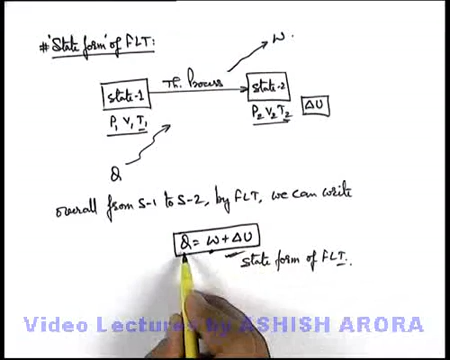 # 'State form' of FLT:
W.
Th. Process
State-1
State-2
P₁ V₁ T₁
P₂ V₂ T₂
ΔU
Q
Overall from S-1 to S-2, by FLT, we can write
Q = W + ΔU
State form of FLT.
Video Lectures by ASHISH ARORA